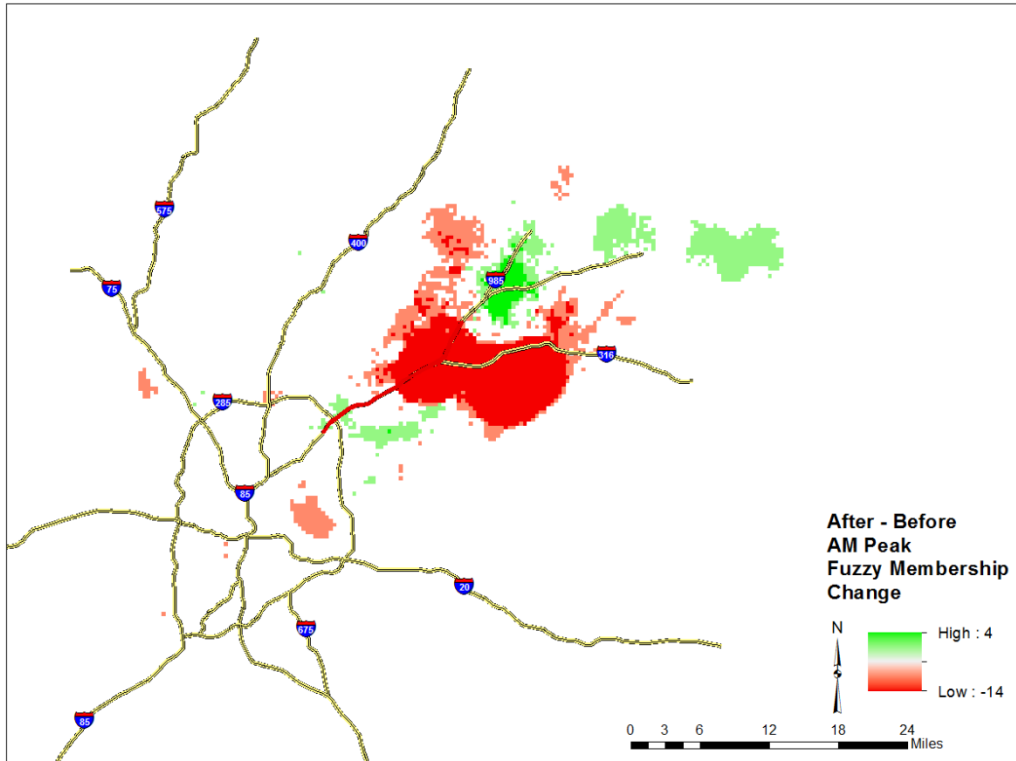 575
400
985
75
316
285
85
After - Before
AM Peak
Fuzzy Membership
Change
20
N
High : 4
675
Low : -14
85
0 3 6 12 18 24
Miles